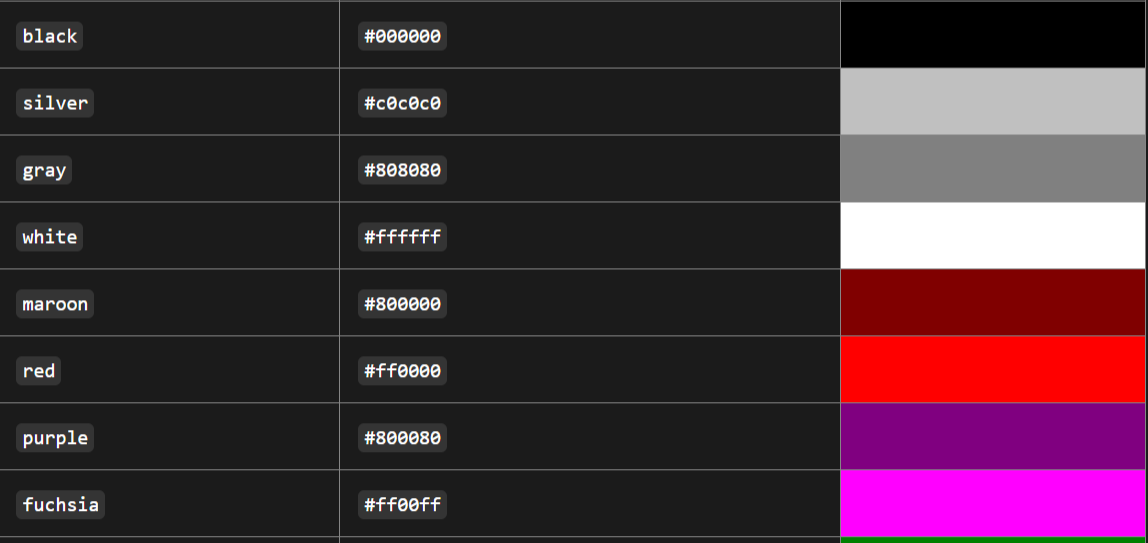 black #000000
silver #c0c0c0
gray #808080
white #ffffff
maroon #800000
red #ff0000
purple #800080
fuchsia #ff00ff